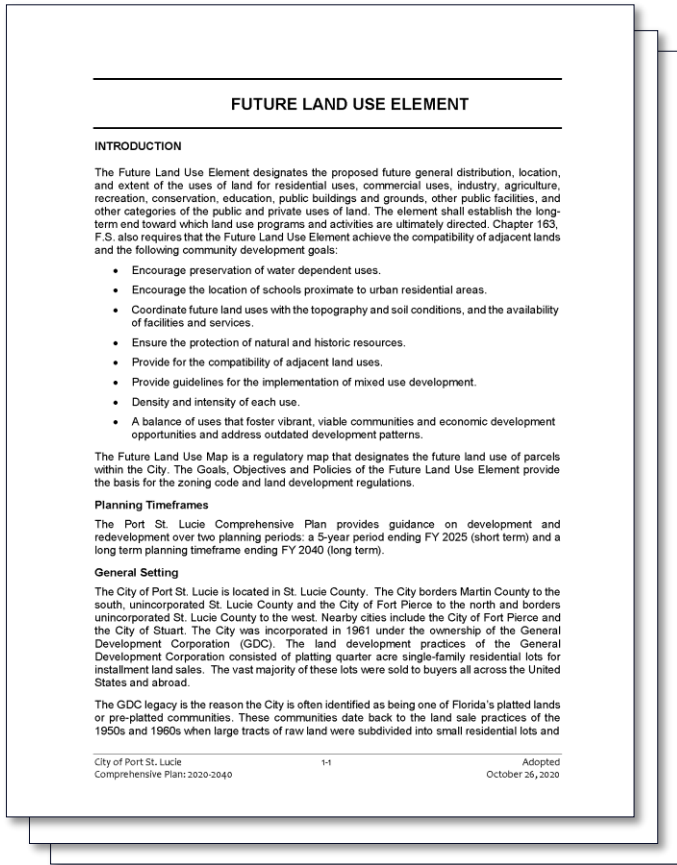 FUTURE LAND USE ELEMENT
INTRODUCTION
The Future Land Use Element designates the proposed future general distribution, location,
and extent of the uses of land for residential uses, commercial uses, industry, agriculture,
recreation, conservation, education, public buildings and grounds, other public facilities, and
other categories of the public and private uses of land. The element shall establish the long-
term end toward which land use programs and activities are ultimately directed. Chapter 163,
F.S. also requires that the Future Land Use Element achieve the compatibility of adjacent lands
and the following community development goals:
• Encourage preservation of water dependent uses.
• Encourage the location of schools proximate to urban residential areas.
• Coordinate future land uses with the topography and soil conditions, and the availability
of facilities and services.
• Ensure the protection of natural and historic resources.
• Provide for the compatibility of adjacent land uses.
• Provide guidelines for the implementation of mixed use development.
• Density and intensity of each use.
• A balance of uses that foster vibrant, viable communities and economic development
opportunities and address outdated development patterns.
The Future Land Use Map is a regulatory map that designates the future land use of parcels
within the City. The Goals, Objectives and Policies of the Future Land Use Element provide
the basis for the zoning code and land development regulations.
Planning Timeframes
The Port St. Lucie Comprehensive Plan provides guidance on development and
redevelopment over two planning periods: a 5-year period ending FY 2025 (short term) and a
long term planning timeframe ending FY 2040 (long term).
General Setting
The City of Port St. Lucie is located in St. Lucie County. The City borders Martin County to the
south, unincorporated St. Lucie County and the City of Fort Pierce to the north and borders
unincorporated St. Lucie County to the west. Nearby cities include the City of Fort Pierce and
the City of Stuart. The City was incorporated in 1961 under the ownership of the General
Development Corporation (GDC). The land development practices of the General
Development Corporation consisted of platting quarter acre single-family residential lots for
installment land sales. The vast majority of these lots were sold to buyers all across the United
States and abroad.
The GDC legacy is the reason the City is often identified as being one of Florida's platted lands
or pre-platted communities. These communities date back to the land sale practices of the
1950s and 1960s when large tracts of raw land were subdivided into small residential lots and
City of Port St. Lucie 1-1 Adopted
Comprehensive Plan: 2020-2040 October 26, 2020